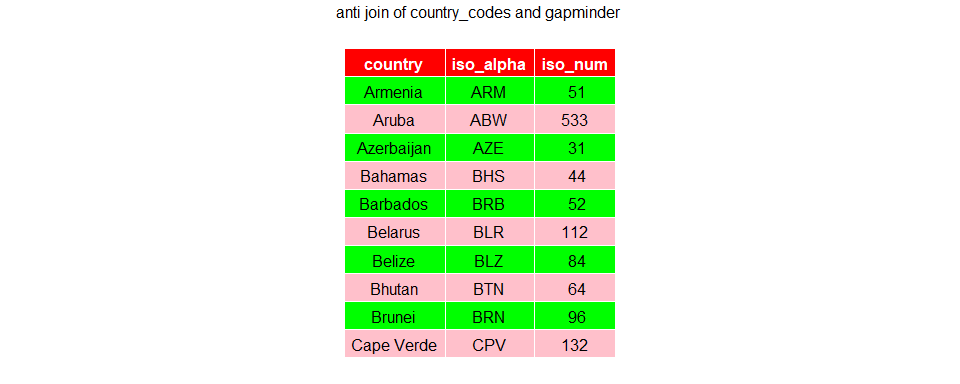 anti join of country_codes and gapminder
country iso_alpha iso_num
Armenia ARM 51
Aruba ABW 533
Azerbaijan AZE 31
Bahamas BHS 44
Barbados BRB 52
Belarus BLR 112
Belize BLZ 84
Bhutan BTN 64
Brunei BRN 96
Cape Verde CPV 132